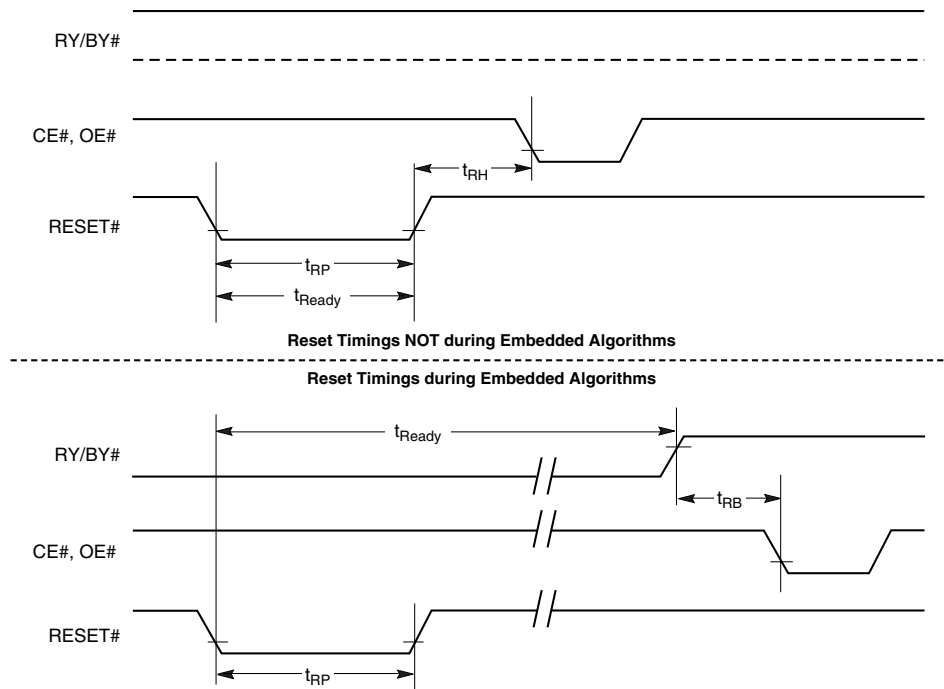 RY/BY#
CE#, OE#
tRH
RESET#
tRP
tReady
Reset Timings NOT during Embedded Algorithms
Reset Timings during Embedded Algorithms
tReady
RY/BY#
tRB
CE#, OE#
RESET#
tRP